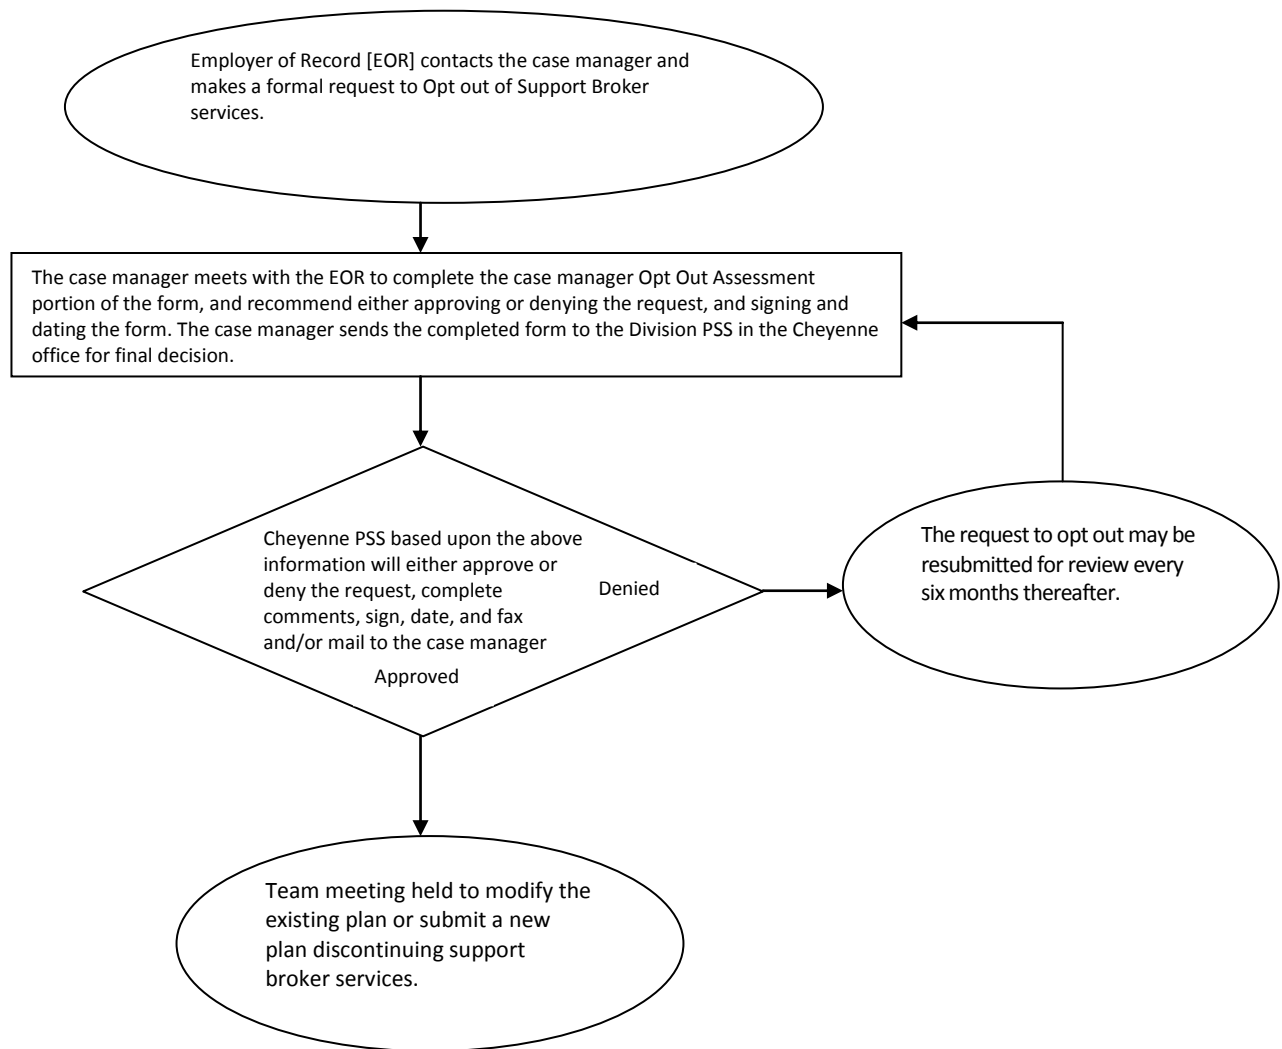 Employer of Record [EOR] contacts the case manager and
makes a formal request to Opt out of Support Broker
services.
The case manager meets with the EOR to complete the case manager Opt Out Assessment
portion of the form, and recommend either approving or denying the request, and signing and
dating the form. The case manager sends the completed form to the Division PSS in the Cheyenne
office for final decision.
Cheyenne PSS based upon the above
information will either approve or
deny the request, complete
comments, sign, date, and fax
and/or mail to the case manager
Denied
Approved
The request to opt out may be
resubmitted for review every
six months thereafter.
Team meeting held to modify the
existing plan or submit a new
plan discontinuing support
broker services.